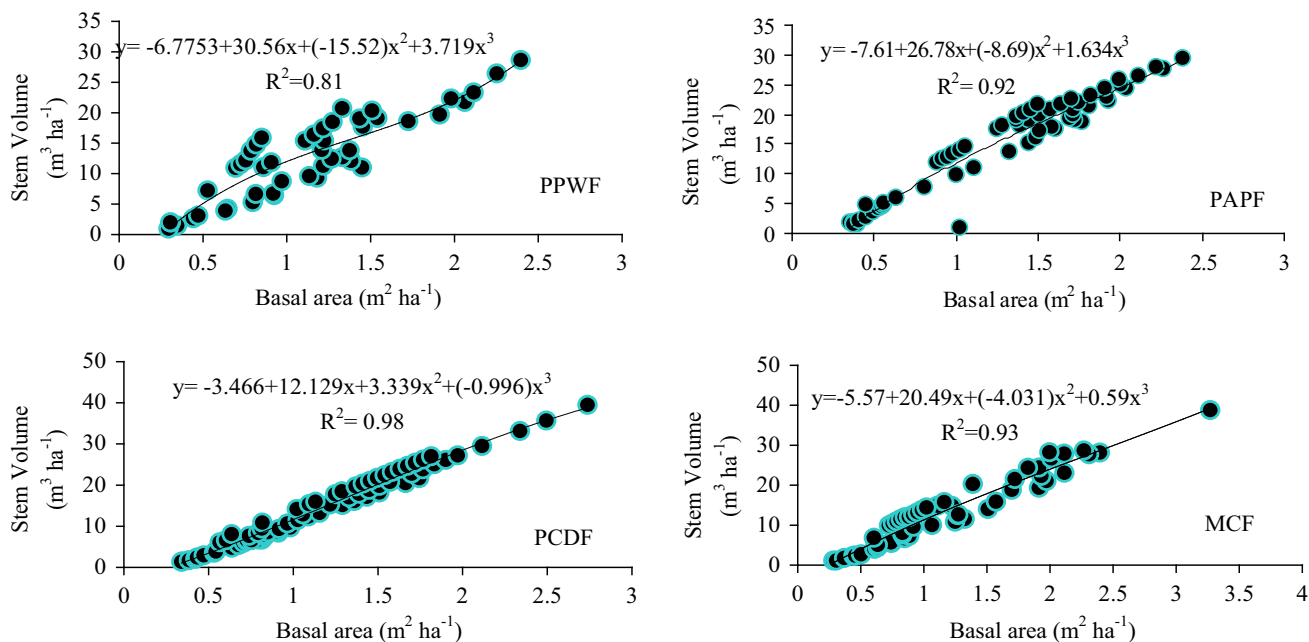 35
30
25
20
15
10
5
0
y= -6.7753+30.56x+(-15.52)x²+3.719x³
R²=0.81
PPWF
0 0.5 1 1.5 2 2.5 3
Basal area (m² ha⁻¹)
Stem Volume
(m³ ha⁻¹)
35
30
25
20
15
10
5
0
y= -7.61+26.78x+(-8.69)x²+1.634x³
R²= 0.92
PAPF
0 0.5 1 1.5 2 2.5 3
Basal area (m² ha⁻¹)
Stem Volume
(m³ ha⁻¹)
50
40
30
20
10
0
y= -3.466+12.129x+3.339x²+(-0.996)x³
R²= 0.98
PCDF
0 0.5 1 1.5 2 2.5 3
Basal area (m² ha⁻¹)
Stem Volume
(m³ ha⁻¹)
50
40
30
20
10
0
y=-5.57+20.49x+(-4.031)x²+0.59x³
R²=0.93
MCF
0 0.5 1 1.5 2 2.5 3 3.5 4
Basal area (m² ha⁻¹)
Stem Volume
(m³ ha⁻¹)